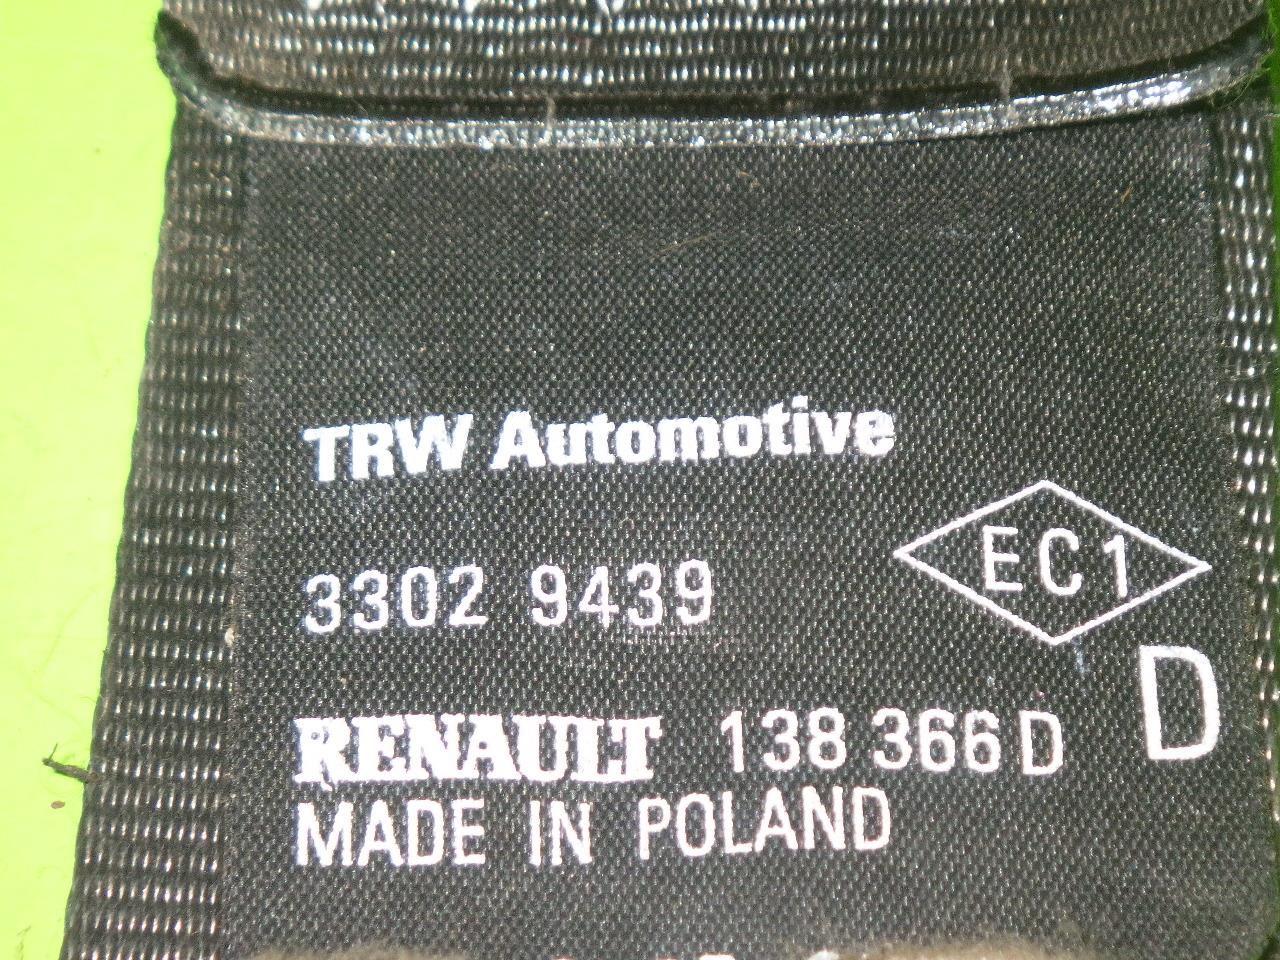 TRW Automotive
EC1
3302 9439
D
RENAULT 138 366 D
MADE IN POLAND